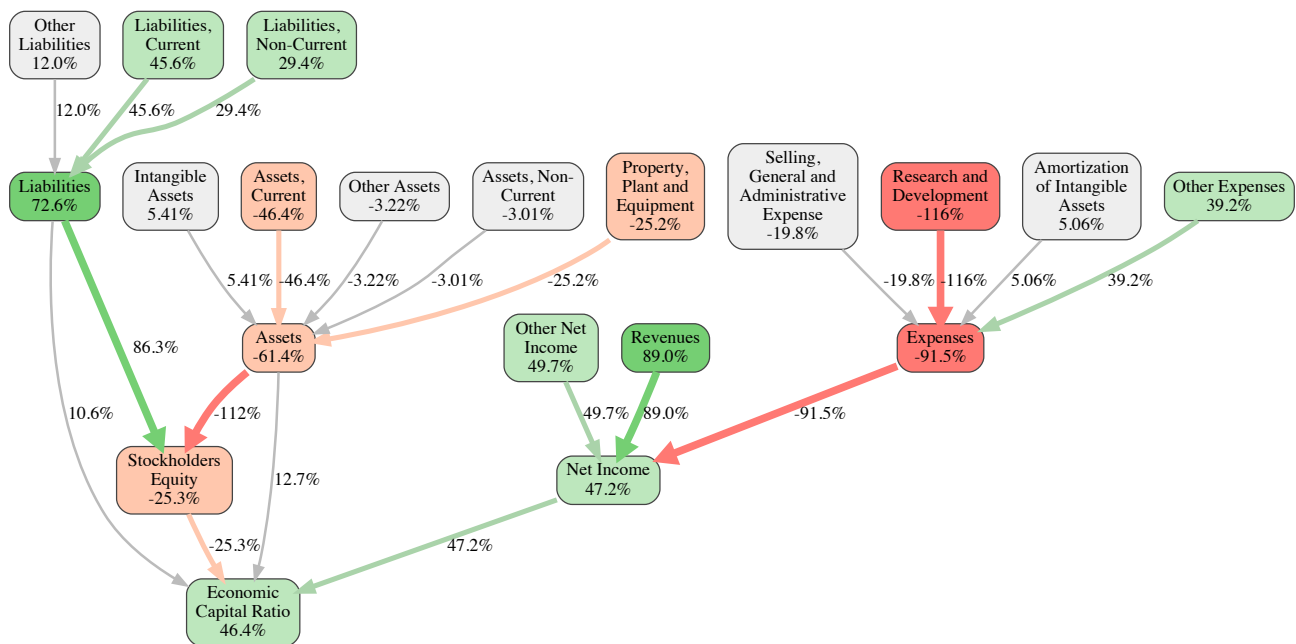 Other
Liabilities
12.0%
Liabilities,
Current
45.6%
Liabilities,
Non-Current
29.4%
12.0%
45.6%
29.4%
Liabilities
72.6%
Intangible
Assets
5.41%
Assets,
Current
-46.4%
Other Assets
-3.22%
Assets, Non-
Current
-3.01%
Property,
Plant and
Equipment
-25.2%
Selling,
General and
Administrative
Expense
-19.8%
Research and
Development
-116%
Amortization
of Intangible
Assets
5.06%
Other Expenses
39.2%
5.41%
-46.4%
-3.22%
-3.01%
-25.2%
-19.8%
-116%
5.06%
39.2%
86.3%
Assets
-61.4%
Other Net
Income
49.7%
Revenues
89.0%
Expenses
-91.5%
10.6%
-112%
49.7%
89.0%
-91.5%
Stockholders
Equity
-25.3%
12.7%
Net Income
47.2%
-25.3%
47.2%
Economic
Capital Ratio
46.4%